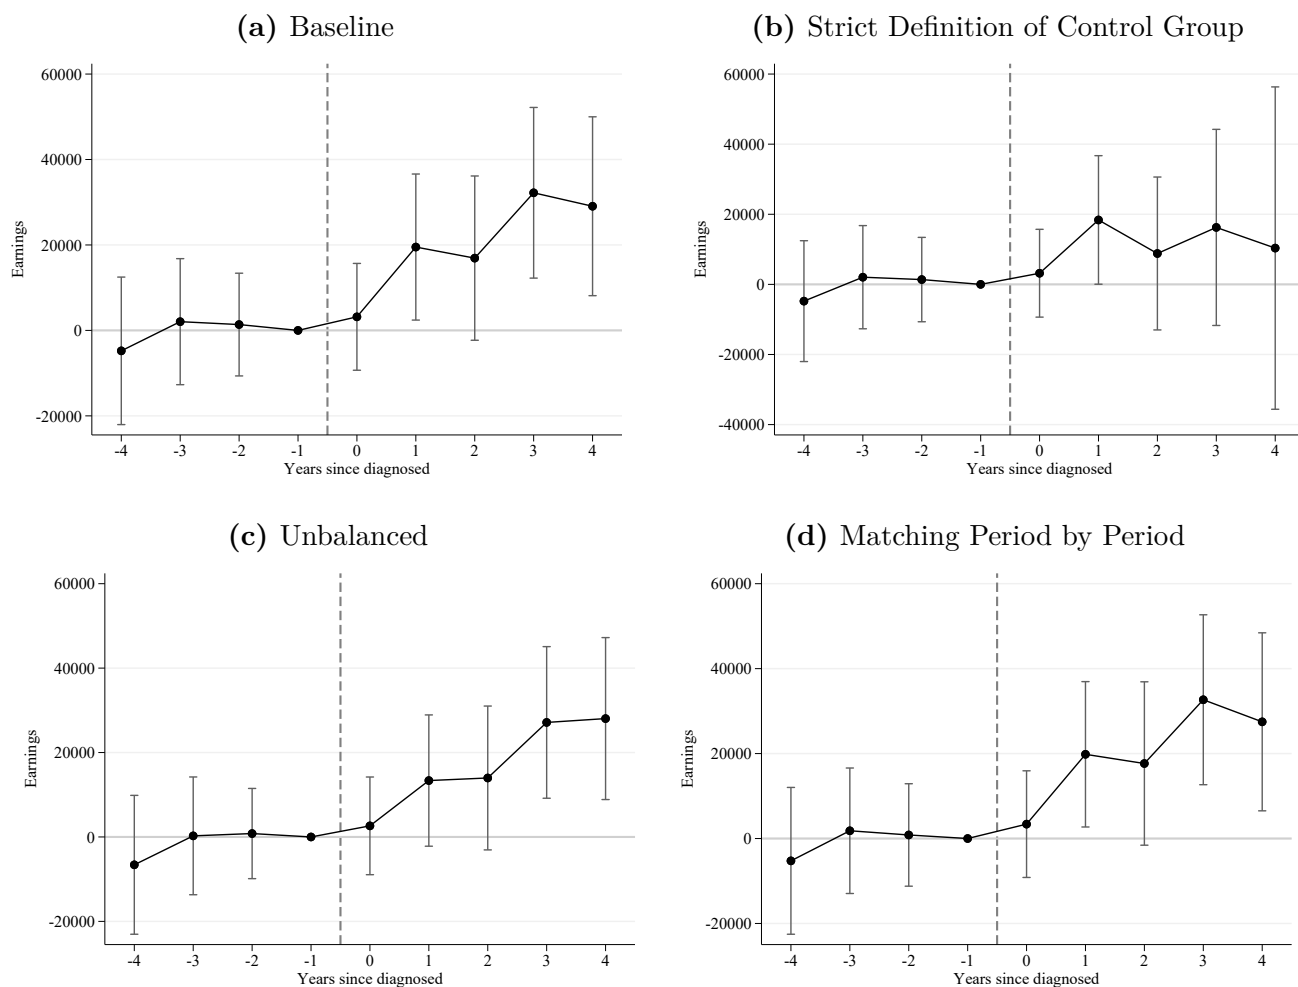 (a) Baseline
60000
40000
20000
0
-20000
Earnings
-4 -3 -2 -1 0 1 2 3 4
Years since diagnosed
(b) Strict Definition of Control Group
60000
40000
20000
0
-20000
-40000
Earnings
-4 -3 -2 -1 0 1 2 3 4
Years since diagnosed
(c) Unbalanced
60000
40000
20000
0
-20000
Earnings
-4 -3 -2 -1 0 1 2 3 4
Years since diagnosed
(d) Matching Period by Period
60000
40000
20000
0
-20000
Earnings
-4 -3 -2 -1 0 1 2 3 4
Years since diagnosed